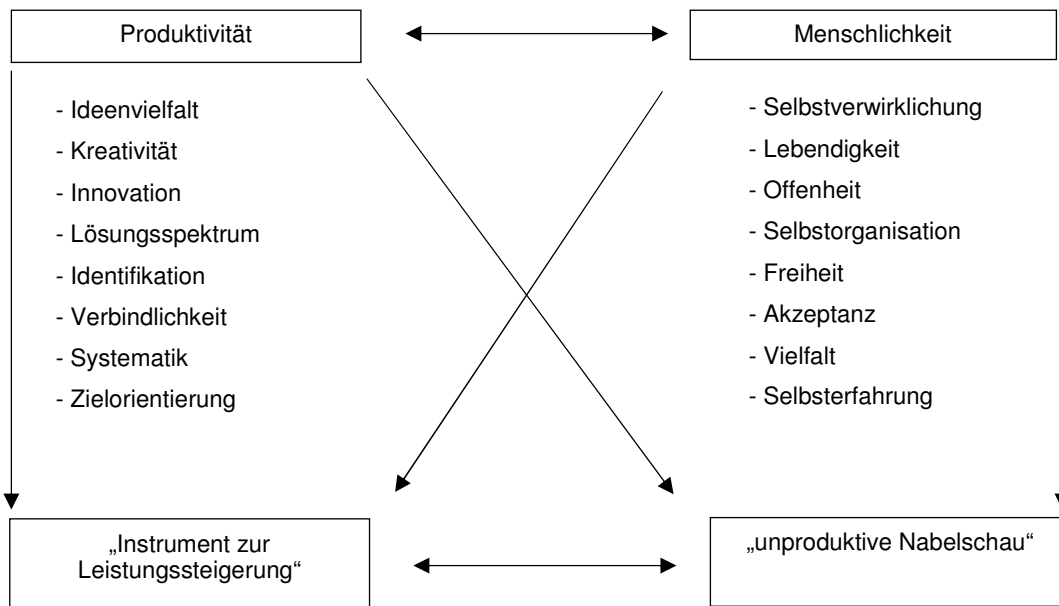 Produktivität
Menschlichkeit
- Ideenvielfalt
- Kreativität
- Innovation
- Lösungsspektrum
- Identifikation
- Verbindlichkeit
- Systematik
- Zielorientierung
- Selbstverwirklichung
- Lebendigkeit
- Offenheit
- Selbstorganisation
- Freiheit
- Akzeptanz
- Vielfalt
- Selbsterfahrung
„Instrument zur
Leistungssteigerung“
„unproduktive Nabelschau“